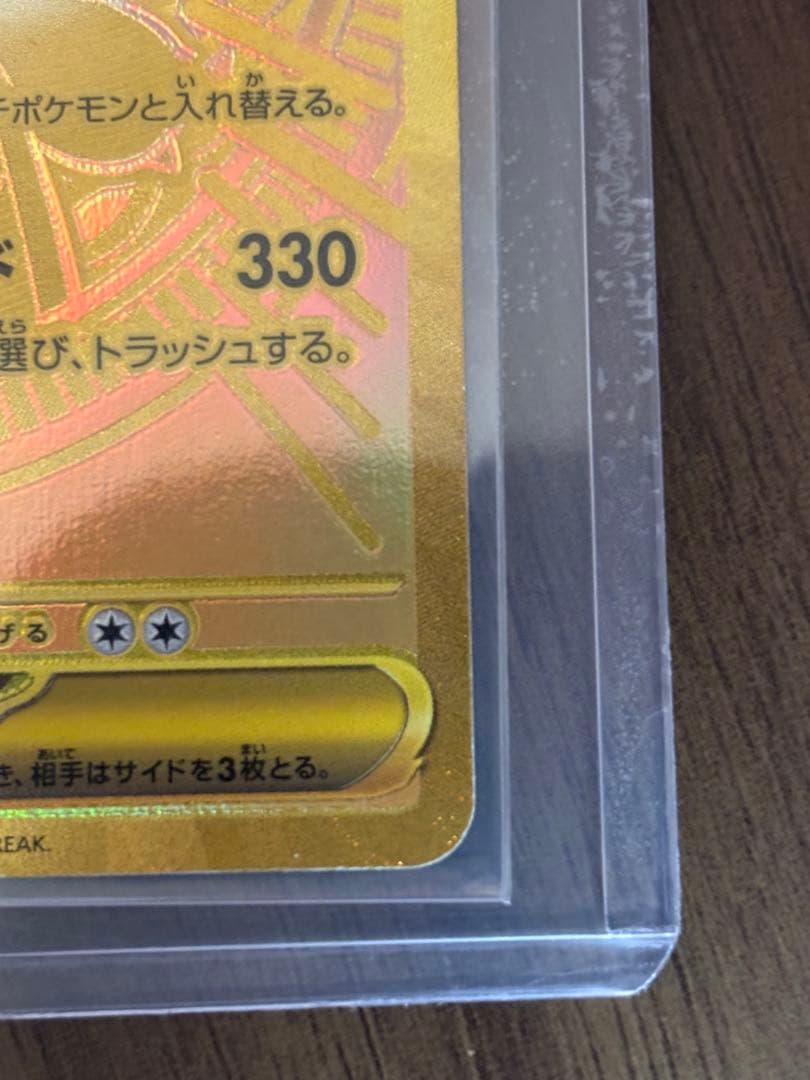 ポケモンと入れ替える。
330
選び、トラッシュする。
げる
き、相手はサイドを3枚とる。
REAK.